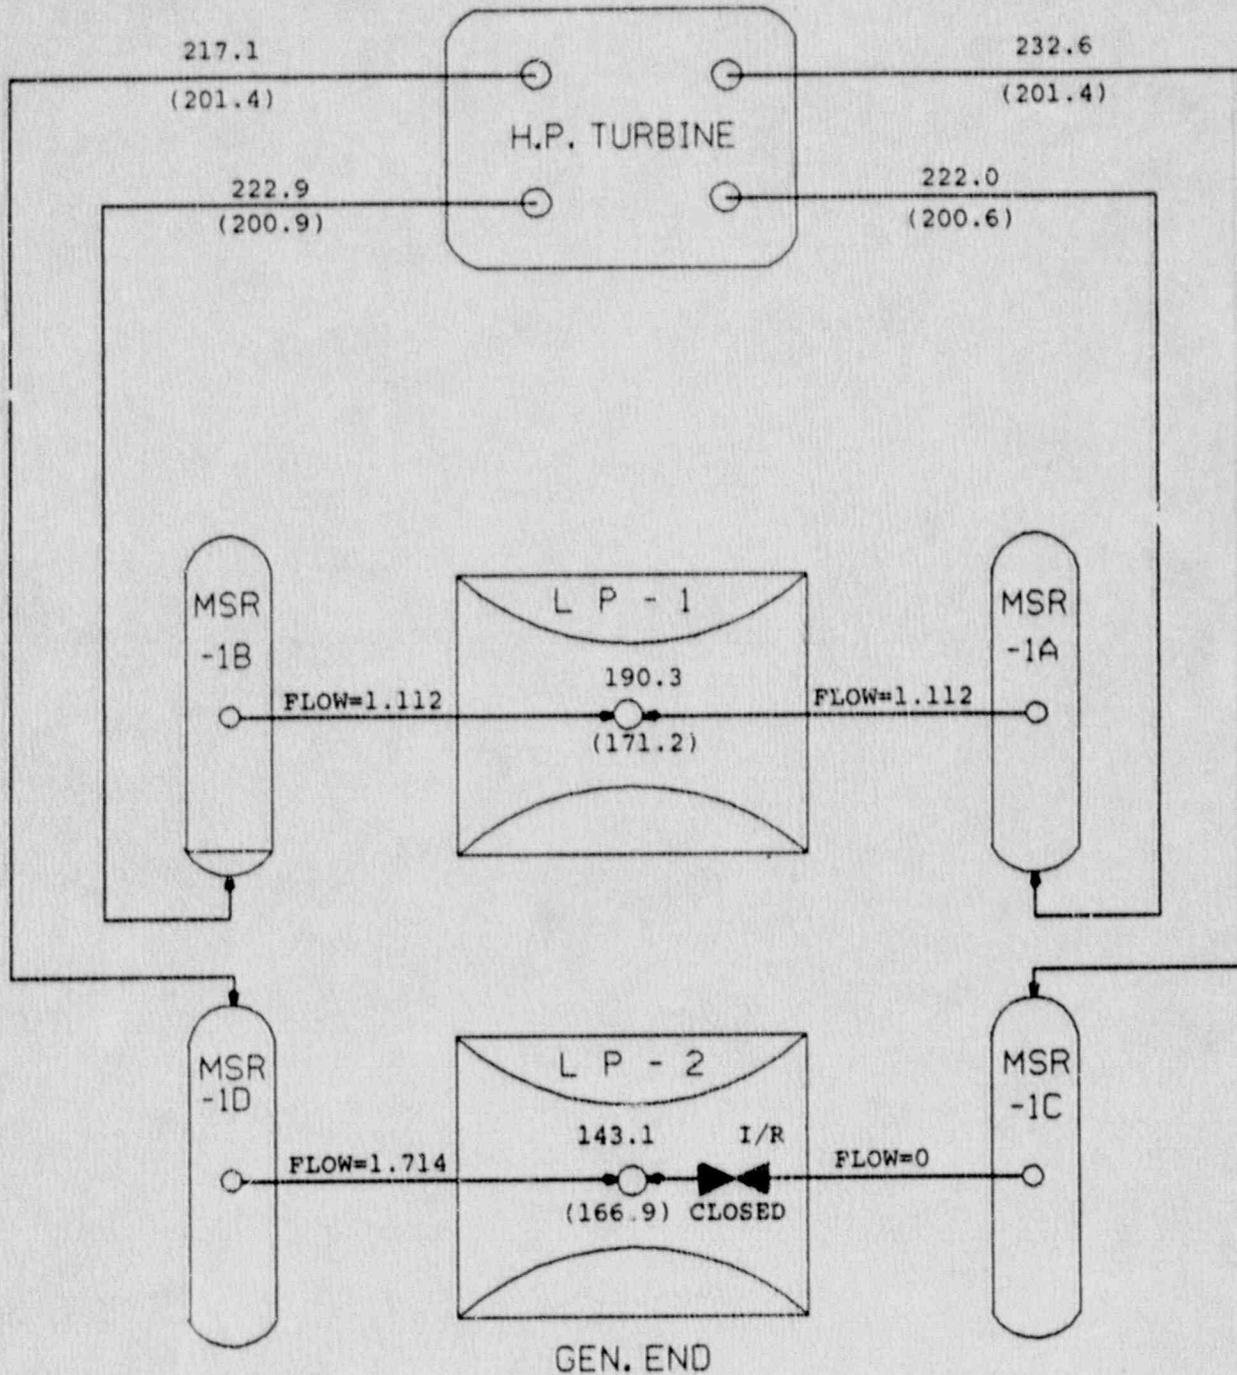 217.1
(201.4)
232.6
(201.4)
H.P. TURBINE
222.9
(200.9)
222.0
(200.6)
MSR
-1B
L P - 1
MSR
-1A
190.3
FLOW=1.112
FLOW=1.112
(171.2)
MSR
-1D
L P - 2
MSR
-1C
143.1
I/R
FLOW=1.714
FLOW=0
(166.9)
CLOSED
GEN. END